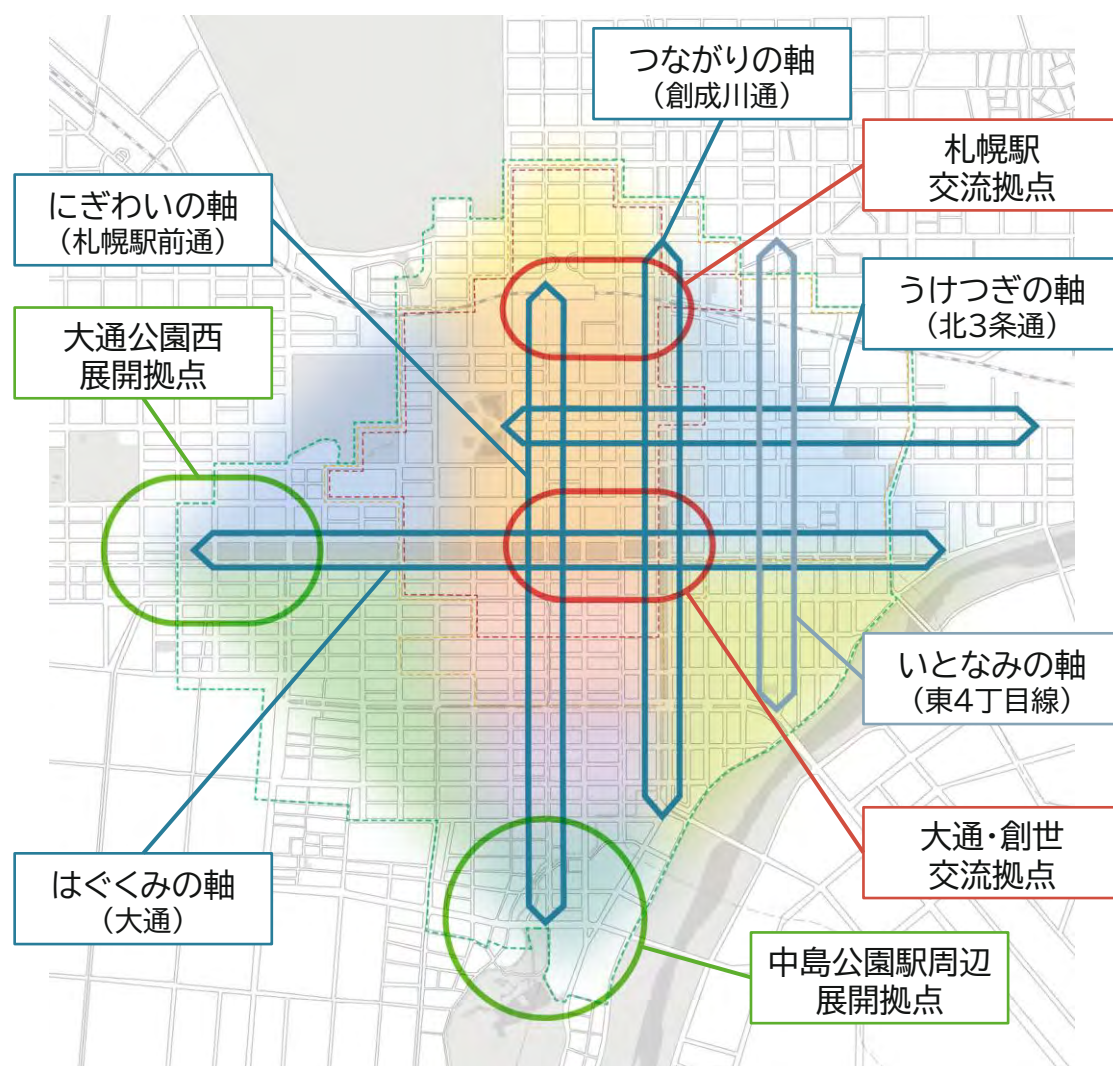 つながりの軸
（創成川通）
札幌駅
交流拠点
にぎわいの軸
（札幌駅前通）
うけつぎの軸
（北3条通）
大通公園西
展開拠点
いとなみの軸
（東4丁目線）
大通・創世
交流拠点
はぐくみの軸
（大通）
中島公園駅周辺
展開拠点